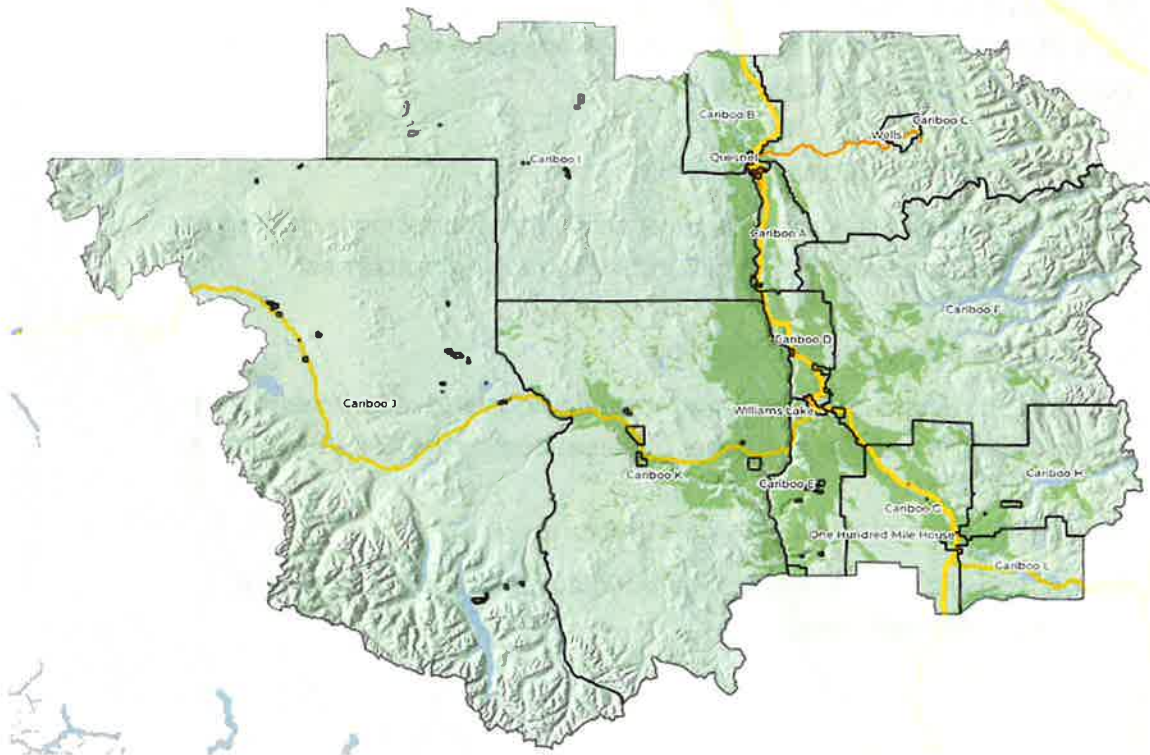 Cariboo B
Cariboo C
Wells
Cariboo I
Quesnel
Cariboo A
Cariboo F
Cariboo D
Cariboo J
Williams Lake
Cariboo K
Cariboo E
Cariboo H
Cariboo G
One Hundred Mile House
Cariboo L